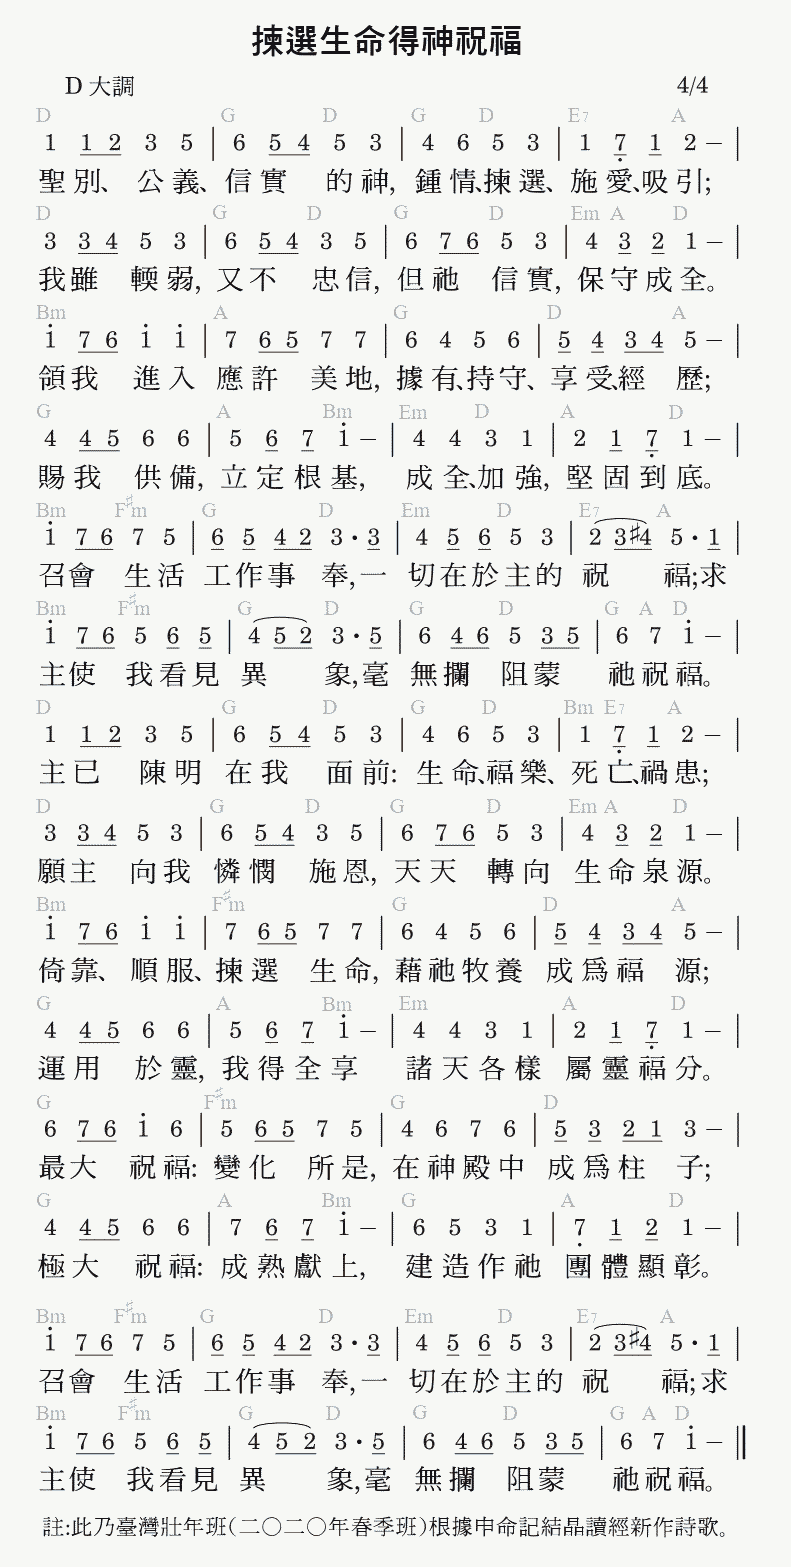 揀選生命得神祝福
D 大調 4/4
D G D G D E7 A
1 1 2 3 5 | 6 5 4 5 3 | 4 6 5 3 | 1 7 1 2 – |
聖別、公義、信實 的神, 鍾情、揀選、施愛、吸引;
D G D G D Em A D
3 3 4 5 3 | 6 5 4 3 5 | 6 7 6 5 3 | 4 3 2 1 – |
我雖 輭弱, 又不 忠信, 但祂 信實, 保守成全。
Bm A G D A
1 7 6 1 1 | 7 6 5 7 7 | 6 4 5 6 | 5 4 3 4 5 – |
領我 進入 應許 美地, 據有、持守、享受、經 歷;
G A Bm Em D A D
4 4 5 6 6 | 5 6 7 1 – | 4 4 3 1 | 2 1 7 1 – |
賜我 供備, 立定根基, 成全、加強, 堅固到底。
Bm F♯m G D Em D E7 A
1 7 6 7 5 | 6 5 4 2 3 · 3 | 4 5 6 5 3 | 2 3 ♯4 5 · 1 |
召會 生活 工作事 奉,一 切在於主的 祝 福;求
Bm F♯m G D G D G A D
1 7 6 5 6 5 | 4 5 2 3 · 5 | 6 4 6 5 3 5 | 6 7 1 – |
主使 我看見 異 象,毫 無攔 阻蒙 祂祝福。
D G D G D Bm E7 A
1 1 2 3 5 | 6 5 4 5 3 | 4 6 5 3 | 1 7 1 2 – |
主已 陳明 在我 面前: 生命、福樂、死亡、禍患;
D G D G D Em A D
3 3 4 5 3 | 6 5 4 3 5 | 6 7 6 5 3 | 4 3 2 1 – |
願主 向我 憐憫 施恩, 天天 轉向 生命泉源。
Bm F♯m G D A
1 7 6 1 1 | 7 6 5 7 7 | 6 4 5 6 | 5 4 3 4 5 – |
倚靠、順服、揀選 生命, 藉祂牧養 成爲福 源;
G A Bm Em A D
4 4 5 6 6 | 5 6 7 1 – | 4 4 3 1 | 2 1 7 1 – |
運用 於靈, 我得全享 諸天各樣 屬靈福分。
G F♯m G D
6 7 6 1 6 | 5 6 5 7 5 | 4 6 7 6 | 5 3 2 1 3 – |
最大 祝福: 變化 所是, 在神殿中 成爲柱 子;
G A Bm G A D
4 4 5 6 6 | 7 6 7 1 – | 6 5 3 1 | 7 1 2 1 – |
極大 祝福: 成熟獻上, 建造作祂 團體顯彰。
Bm F♯m G D Em D E7 A
1 7 6 7 5 | 6 5 4 2 3 · 3 | 4 5 6 5 3 | 2 3 ♯4 5 · 1 |
召會 生活 工作事 奉,一 切在於主的 祝 福;求
Bm F♯m G D G D G A D
1 7 6 5 6 5 | 4 5 2 3 · 5 | 6 4 6 5 3 5 | 6 7 1 – ‖
主使 我看見 異 象,毫 無攔 阻蒙 祂祝福。
註:此乃臺灣壯年班(二〇二〇年春季班)根據申命記結晶讀經新作詩歌。